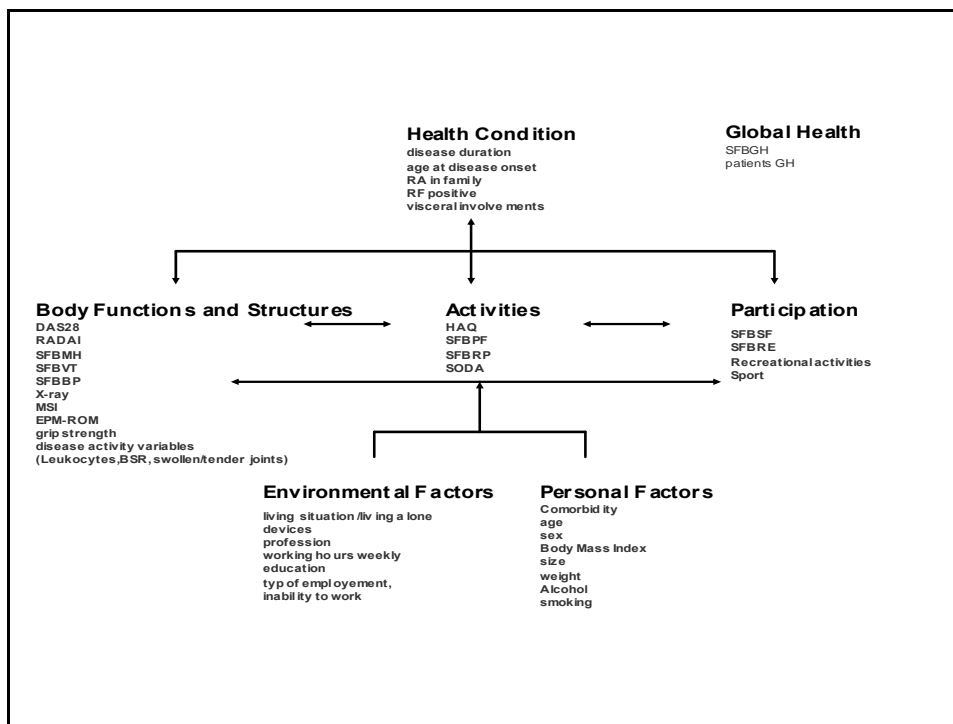 Health Condition
disease duration
age at disease onset
RA in family
RF positive
visceral involve ments
Global Health
SFBGH
patients GH
Body Functions and Structures
DAS28
RADAI
SFBMH
SFBVT
SFBBP
X-ray
MSI
EPM-ROM
grip strength
disease activity variables
(Leukocytes,BSR, swollen/tender joints)
Activities
HAQ
SFBPF
SFBRP
SODA
Participation
SFBSF
SFBRE
Recreational activities
Sport
Environmental Factors
living situation /living a lone
devices
profession
working hours weekly
education
typ of employement,
inability to work
Personal Factors
Comorbidity
age
sex
Body Mass Index
size
weight
Alcohol
smoking